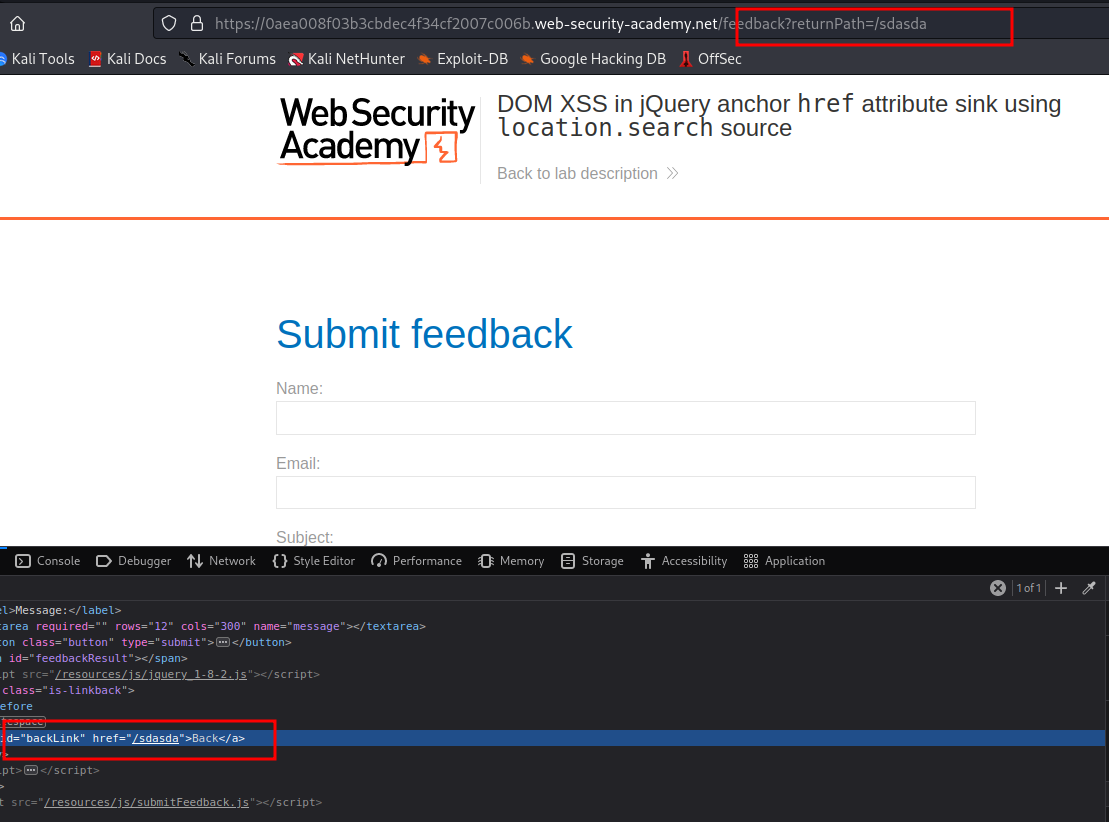 https://0aea008f03b3cbdec4f34cf2007c006b.web-security-academy.net/feedback?returnPath=/sdasda
Kali Tools Kali Docs Kali Forums Kali NetHunter Exploit-DB Google Hacking DB OffSec
Web Security
Academy
DOM XSS in jQuery anchor href attribute sink using
location.search source
Back to lab description
Submit feedback
Name:
Email:
Subject:
Console Debugger Network Style Editor Performance Memory Storage Accessibility Application
1 of 1
el>Message:</label>
tarea required="" rows="12" cols="300" name="message"></textarea>
ton class="button" type="submit"></button>
n id="feedbackResult"></span>
ipt src="/resources/js/jquery_1-8-2.js"></script>
class="is-linkback">
efore
espace
id="backLink" href="/sdasda">Back</a>
>
ipt></script>
>
t src="/resources/js/submitFeedback.js"></script>